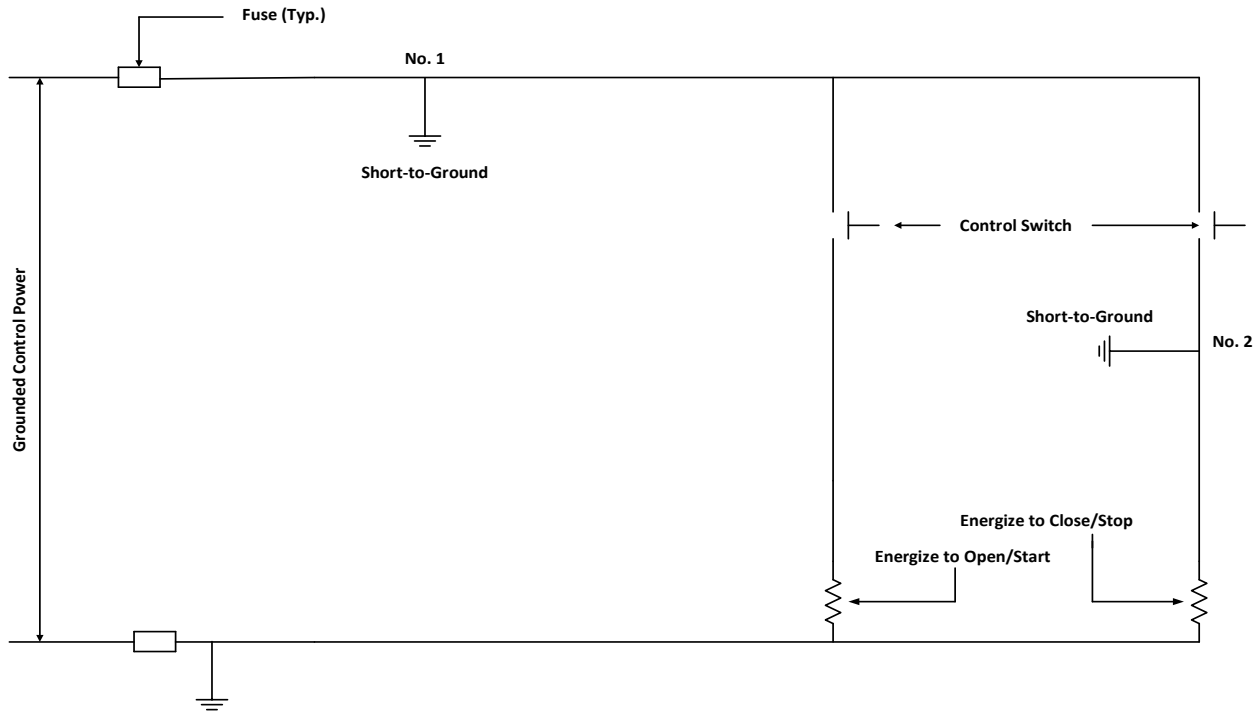 Fuse (Typ.)
No. 1
Short-to-Ground
Control Switch
Grounded Control Power
Short-to-Ground
No. 2
Energize to Close/Stop
Energize to Open/Start